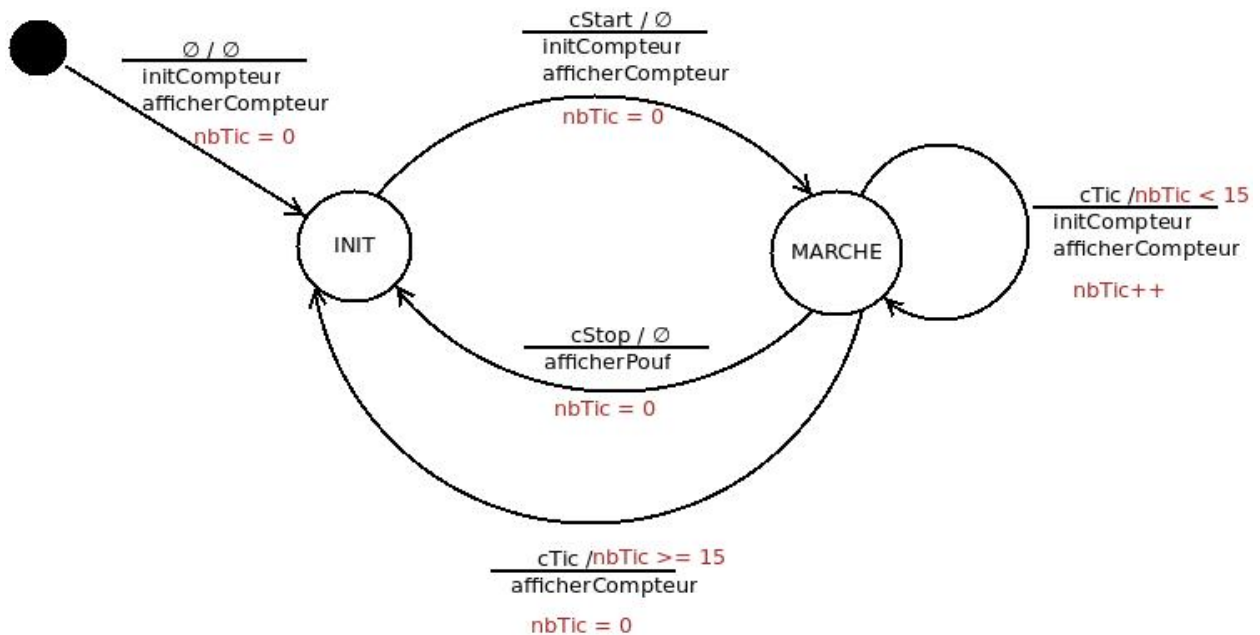 ∅ / ∅
initCompteur
afficherCompteur
nbTic = 0
cStart / ∅
initCompteur
afficherCompteur
nbTic = 0
INIT
MARCHE
cTic /nbTic < 15
initCompteur
afficherCompteur
nbTic++
cStop / ∅
afficherPouf
nbTic = 0
cTic /nbTic >= 15
afficherCompteur
nbTic = 0